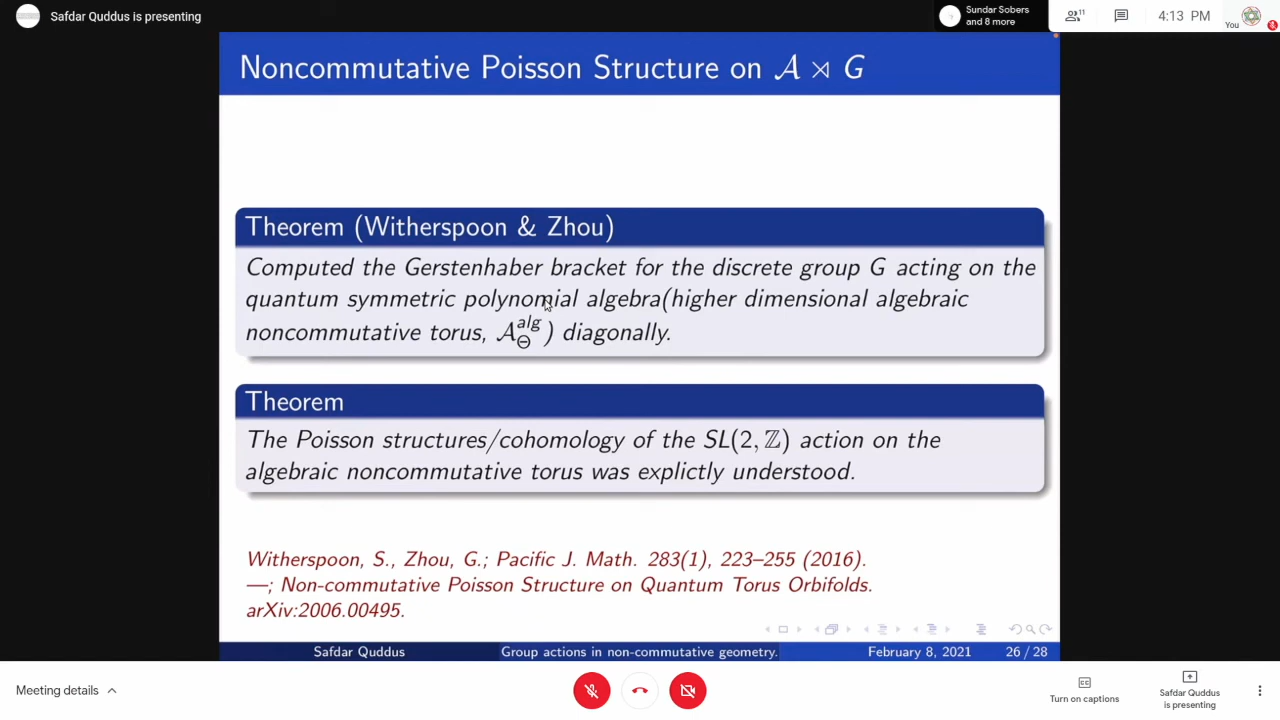 Safdar Quddus is presenting
Sundar Sobers
and 8 more
11
4:13 PM
You
Noncommutative Poisson Structure on 𝒜 ⋊ G
Theorem (Witherspoon & Zhou)
Computed the Gerstenhaber bracket for the discrete group G acting on the
quantum symmetric polynomial algebra(higher dimensional algebraic
noncommutative torus, 𝒜_Θ^alg) diagonally.
Theorem
The Poisson structures/cohomology of the SL(2, ℤ) action on the
algebraic noncommutative torus was explictly understood.
Witherspoon, S., Zhou, G.; Pacific J. Math. 283(1), 223–255 (2016).
—; Non-commutative Poisson Structure on Quantum Torus Orbifolds.
arXiv:2006.00495.
Safdar Quddus Group actions in non-commutative geometry. February 8, 2021 26 / 28
Meeting details
Turn on captions
Safdar Quddus
is presenting